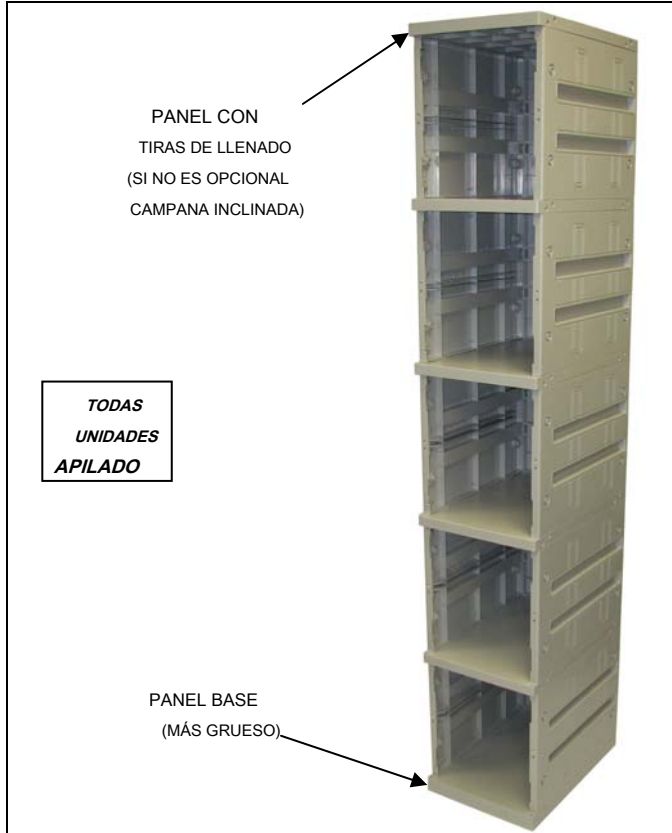 PANEL CON
TIRAS DE LLENADO
(SI NO ES OPCIONAL
CAMPANA INCLINADA)
TODAS
UNIDADES
APILADO
PANEL BASE
(MÁS GRUESO)